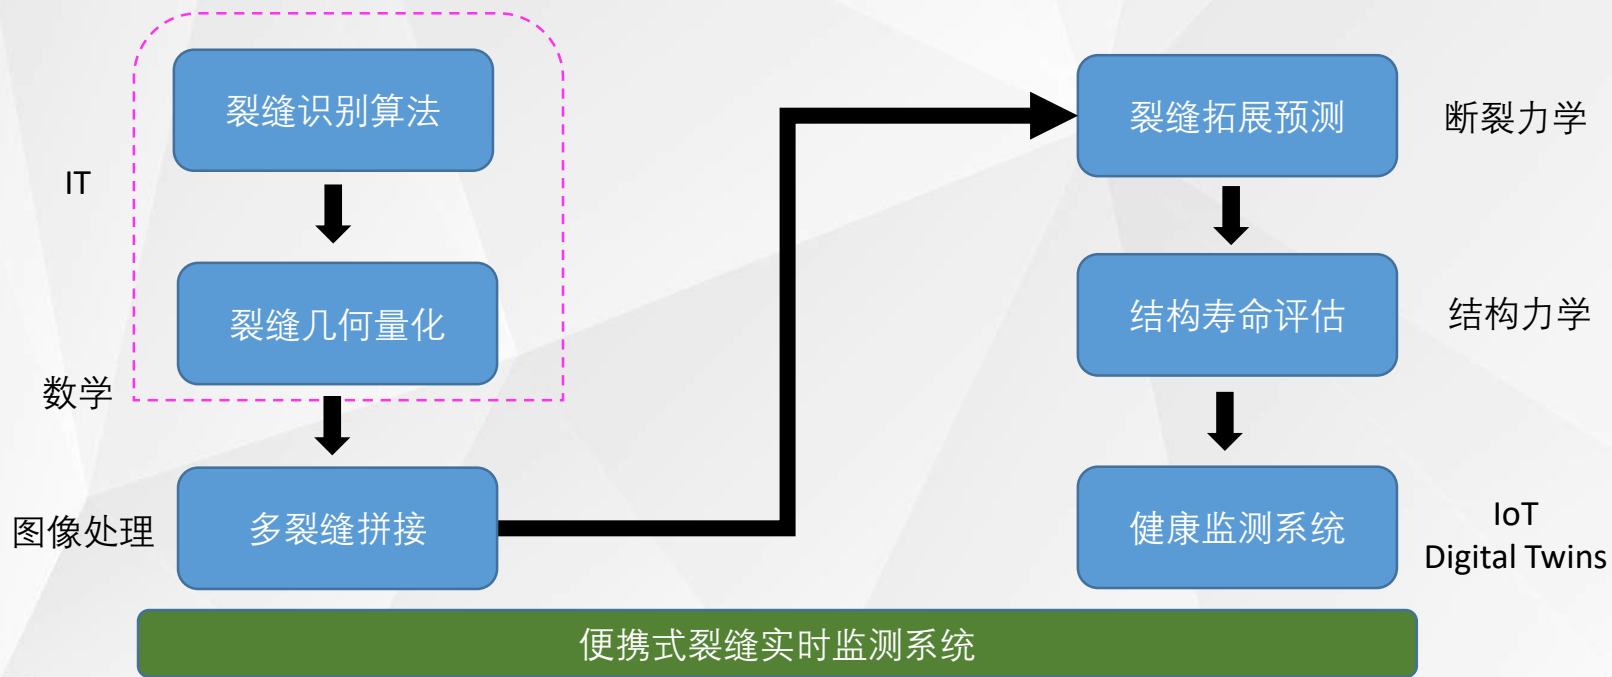 裂缝识别算法
IT
裂缝几何量化
数学
图像处理
多裂缝拼接
裂缝拓展预测
断裂力学
结构寿命评估
结构力学
健康监测系统
IoT
Digital Twins
便携式裂缝实时监测系统